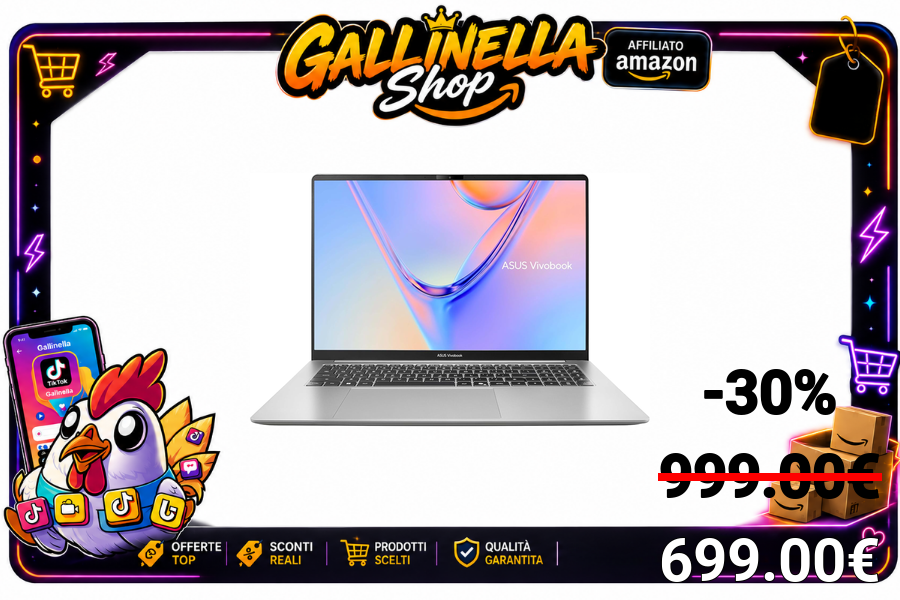 GALLINELLA
Shop
AFFILIATO
amazon
ASUS Vivobook
ASUS Vivobook
Gallinella
TikTok
Gallinella
-30%
999.00€
699.00€
OFFERTE
TOP
SCONTI
REALI
PRODOTTI
SCELTI
QUALITÀ
GARANTITA